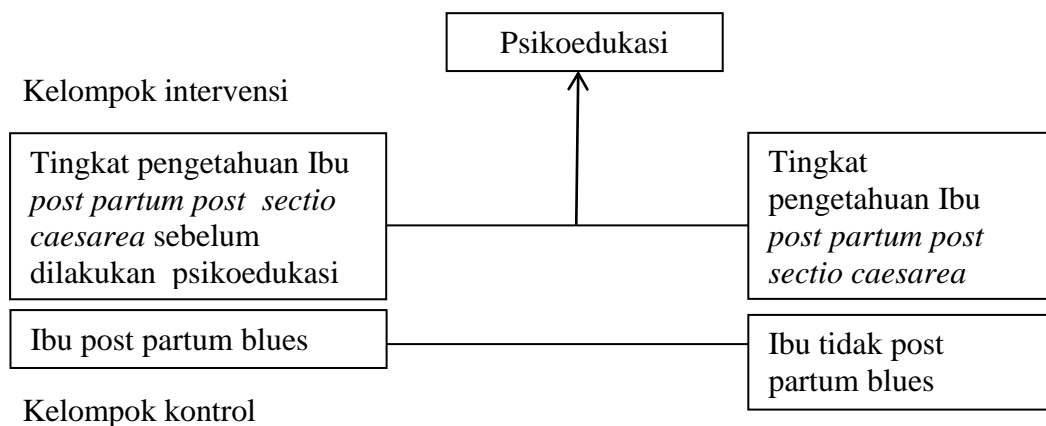 Psikoedukasi
Kelompok intervensi
Tingkat pengetahuan Ibu
post partum post sectio
caesarea sebelum
dilakukan psikoedukasi
Tingkat
pengetahuan Ibu
post partum post
sectio caesarea
Ibu post partum blues
Ibu tidak post
partum blues
Kelompok kontrol